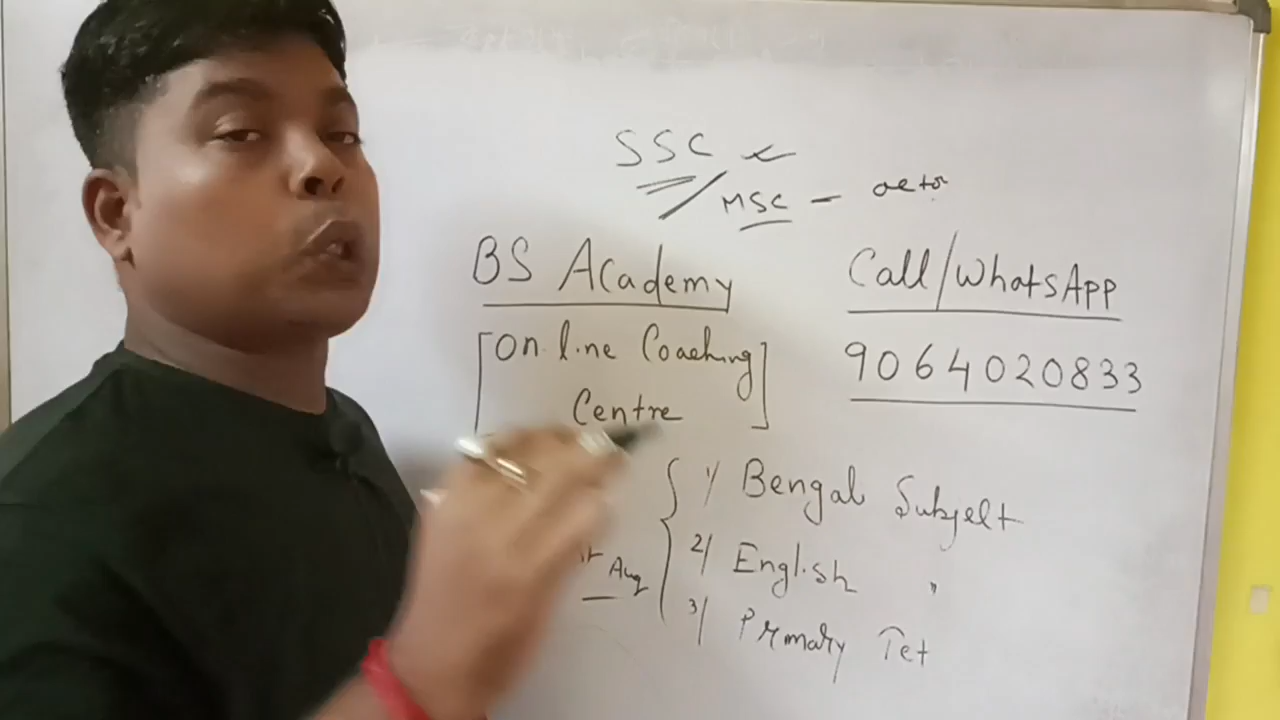 SSC
MSC –
BS Academy
Call/WhatsApp
[On-line Coaching
Centre]
9064020833
1/ Bengal Subject
Aug
2/ English "
3/ Primary Tet